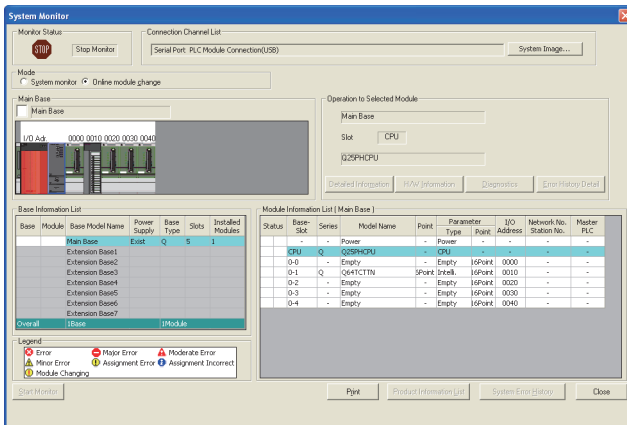 System Monitor
Monitor Status
STOP Stop Monitor
Connection Channel List
Serial Port PLC Module Connection(USB) System Image...
Mode
System monitor Online module change
Main Base
Main Base
I/O Adr. 0000 0010 0020 0030 0040
Operation to Selected Module
Main Base
Slot CPU
Q25PHCPU
Detailed Information H/W Information Diagnostics Error History Detail
Base Information List
Base Module Base Model Name Power Supply Base Type Slots Installed Modules
Main Base Exist Q 5 1
Extension Base1
Extension Base2
Extension Base3
Extension Base4
Extension Base5
Extension Base6
Extension Base7
Overall 1Base 1Module
Module Information List ( Main Base )
Status Base-Slot Series Model Name Point Parameter Type Point I/O Address Network No. Station No. Master PLC
- - Power - Power - - - -
CPU Q Q25PHCPU - CPU - - - -
0-0 - Empty - Empty 16Point 0000 - -
0-1 Q Q64TCTTN 5Point Intelli. 16Point 0010 - -
0-2 - Empty - Empty 16Point 0020 - -
0-3 - Empty - Empty 16Point 0030 - -
0-4 - Empty - Empty 16Point 0040 - -
Legend
Error Major Error Moderate Error
Minor Error Assignment Error Assignment Incorrect
Module Changing
Start Monitor Print Product Information List System Error History Close